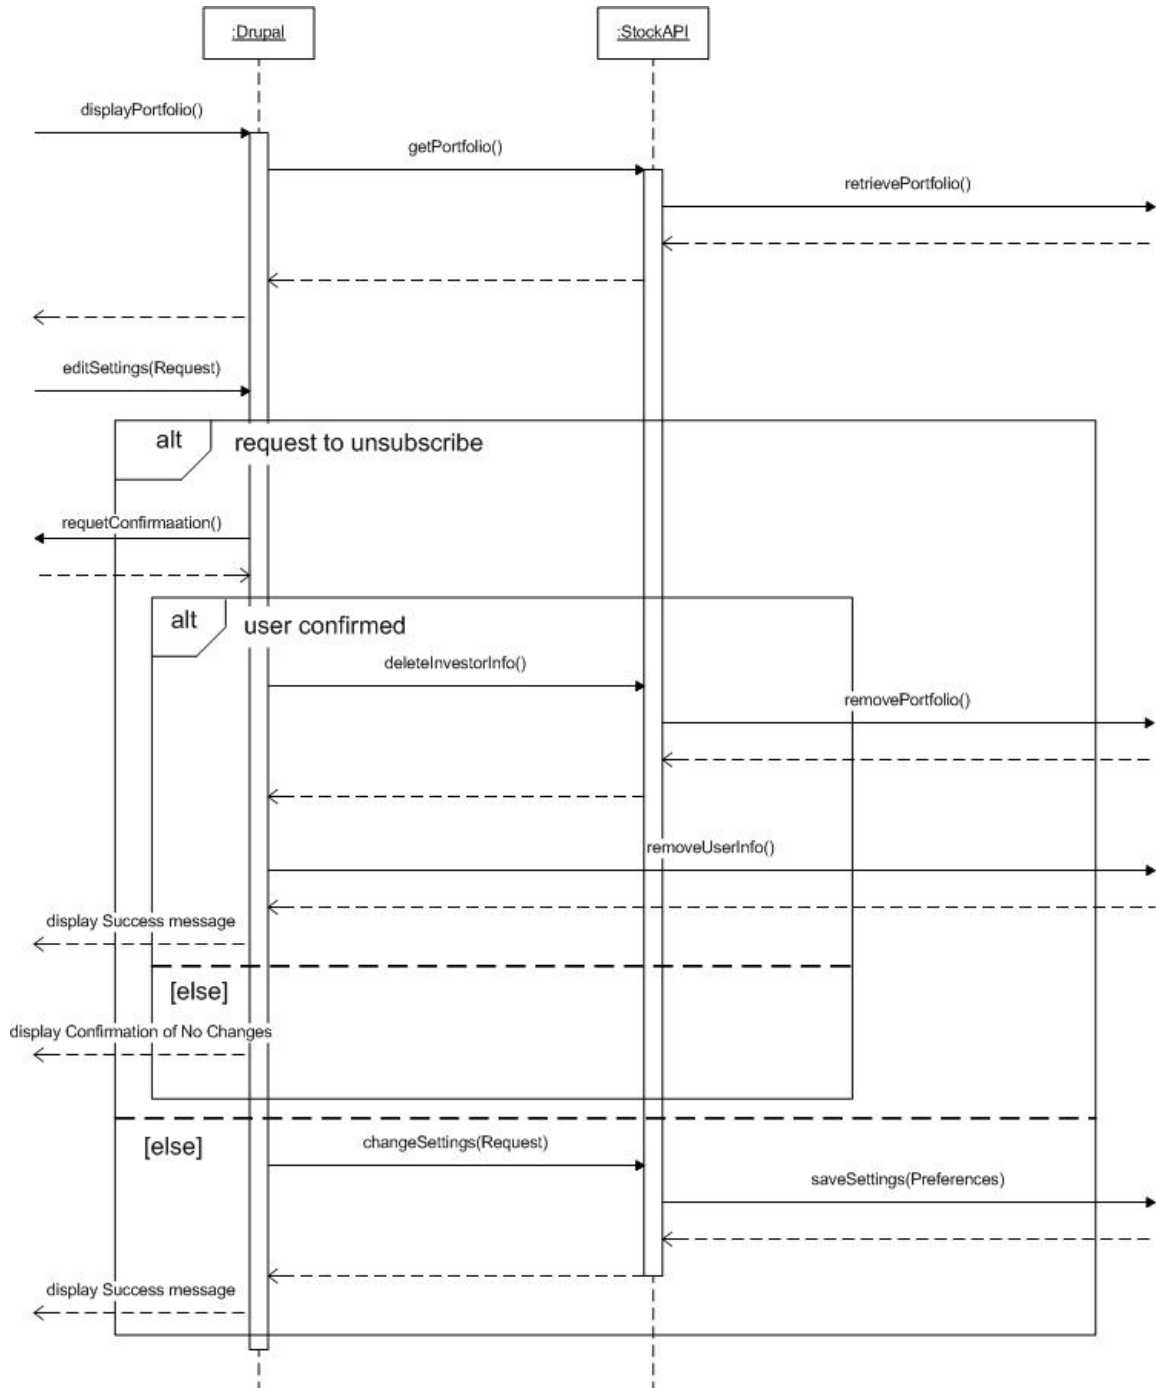 :Drupal
:StockAPI
displayPortfolio()
getPortfolio()
retrievePortfolio()
editSettings(Request)
alt
request to unsubscribe
requetConfirmaation()
alt
user confirmed
deleteInvestorInfo()
removePortfolio()
removeUserInfo()
display Success message
[else]
display Confirmation of No Changes
[else]
changeSettings(Request)
saveSettings(Preferences)
display Success message